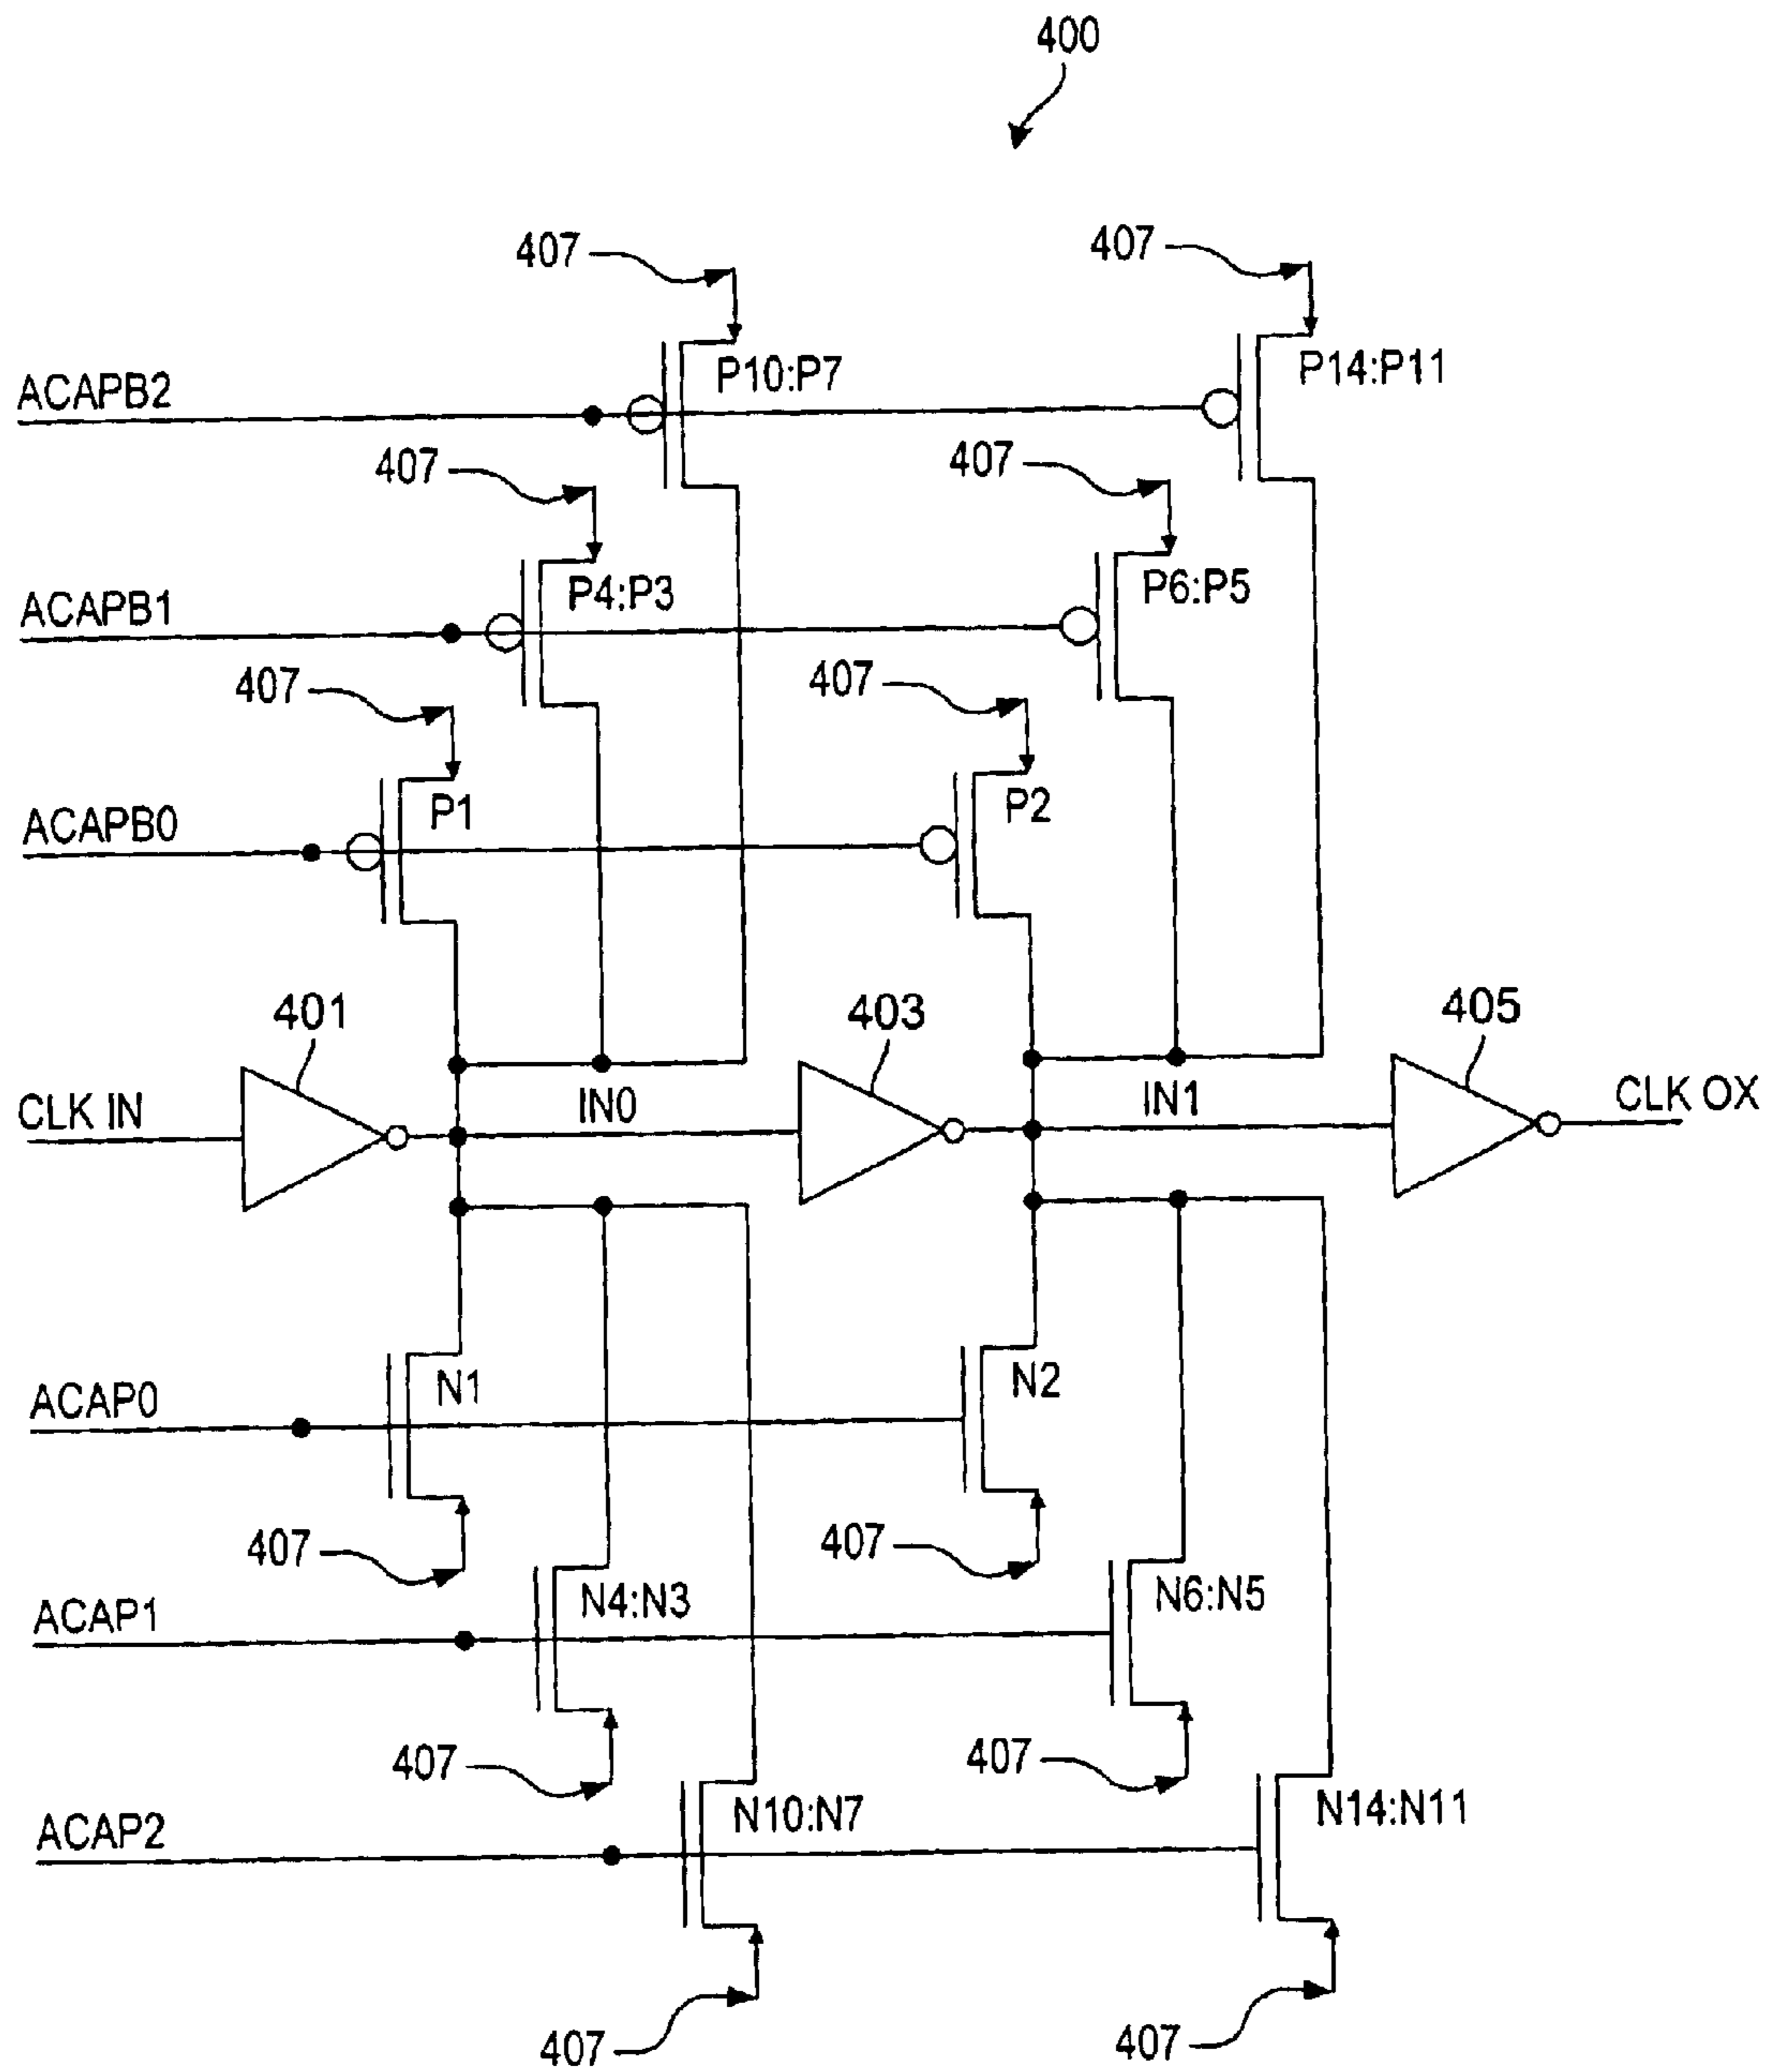 400
407
407
P10:P7
P14:P11
ACAPB2
407
407
P4:P3
P6:P5
ACAPB1
407
407
P1
P2
ACAPB0
401
403
405
CLK IN
IN0
IN1
CLK OX
N1
N2
ACAP0
407
407
N4:N3
N6:N5
ACAP1
407
407
N10:N7
N14:N11
ACAP2
407
407